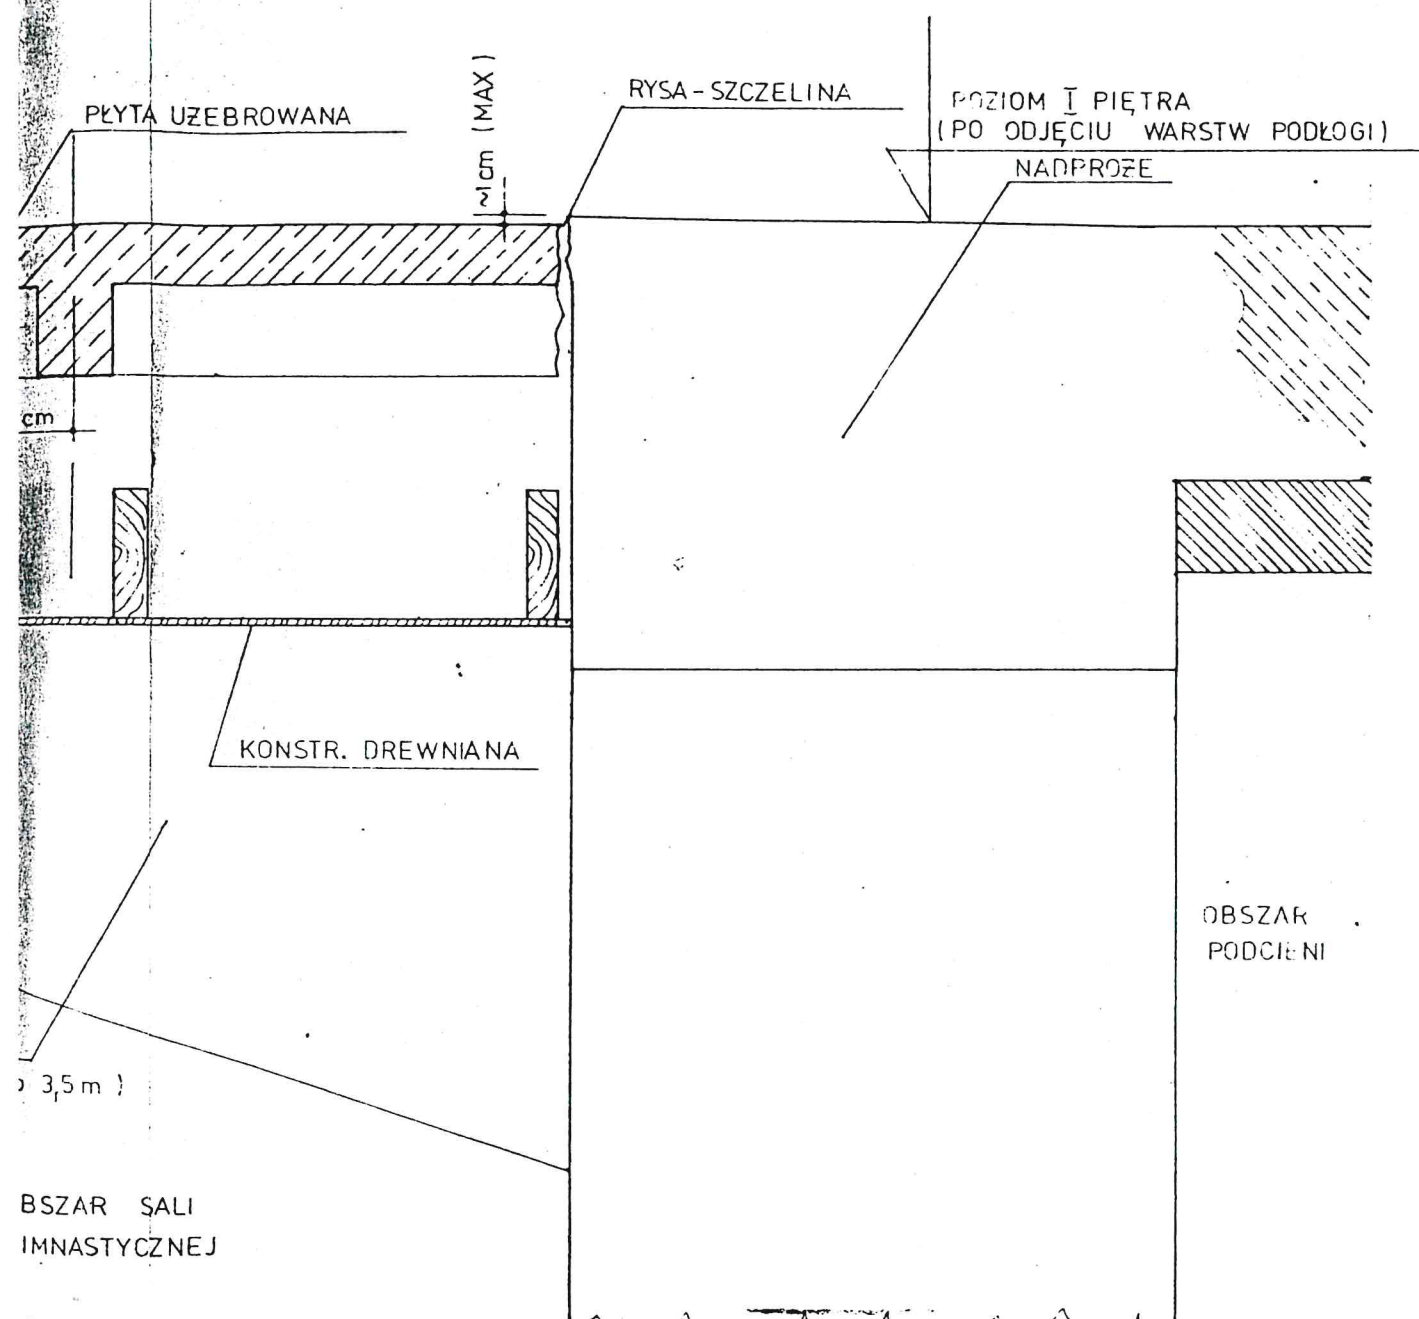 PŁYTA UŻEBROWANA
~1cm (MAX)
RYSA-SZCZELINA
POZIOM I PIĘTRA
(PO ODJĘCIU WARSTW PODŁOGI)
NADPROŻE
cm
KONSTR. DREWNIANA
OBSZAR
PODCIENI
3,5m )
BSZAR SALI
IMNASTYCZNEJ